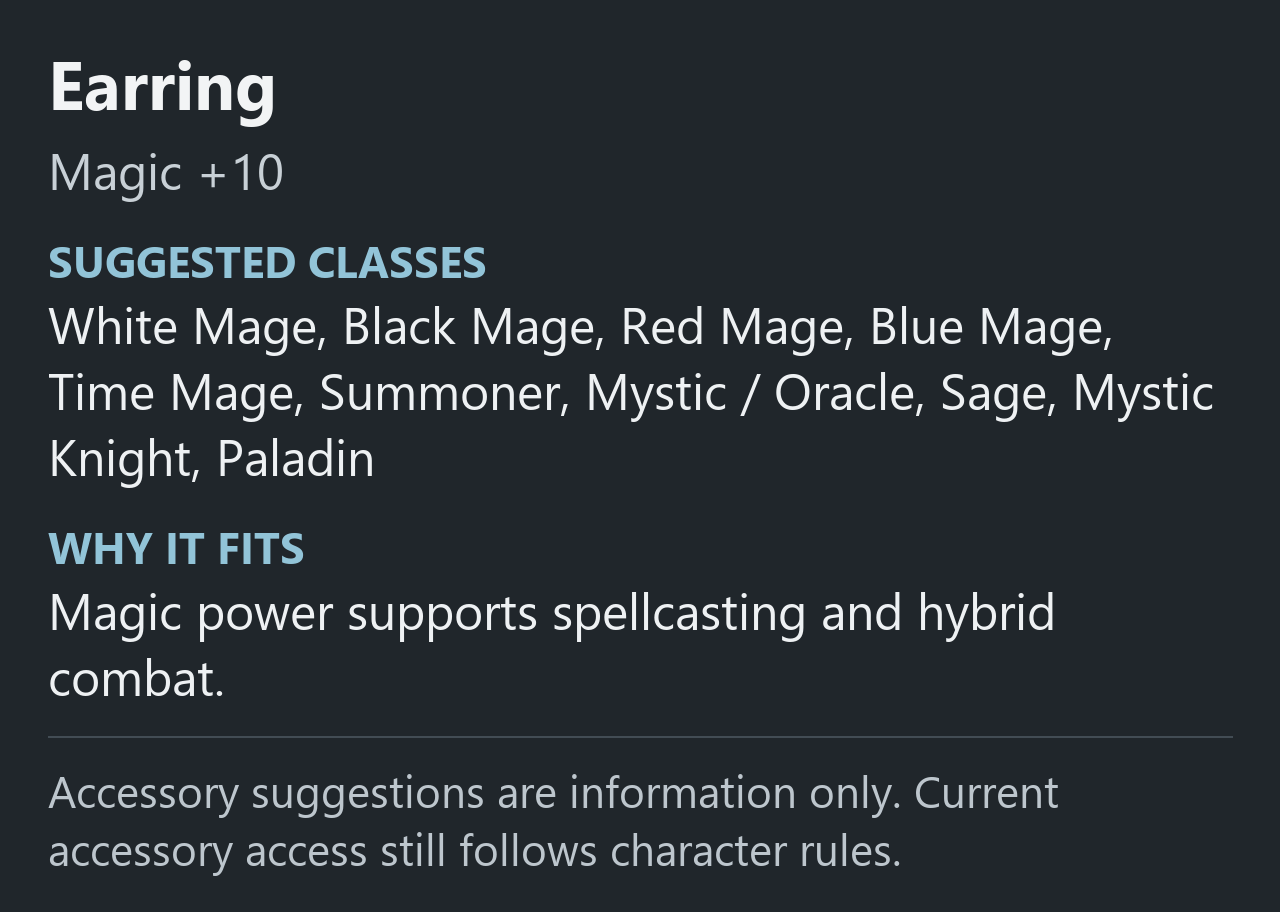 Earring
Magic +10
SUGGESTED CLASSES
White Mage, Black Mage, Red Mage, Blue Mage,
Time Mage, Summoner, Mystic / Oracle, Sage, Mystic
Knight, Paladin
WHY IT FITS
Magic power supports spellcasting and hybrid
combat.
Accessory suggestions are information only. Current
accessory access still follows character rules.